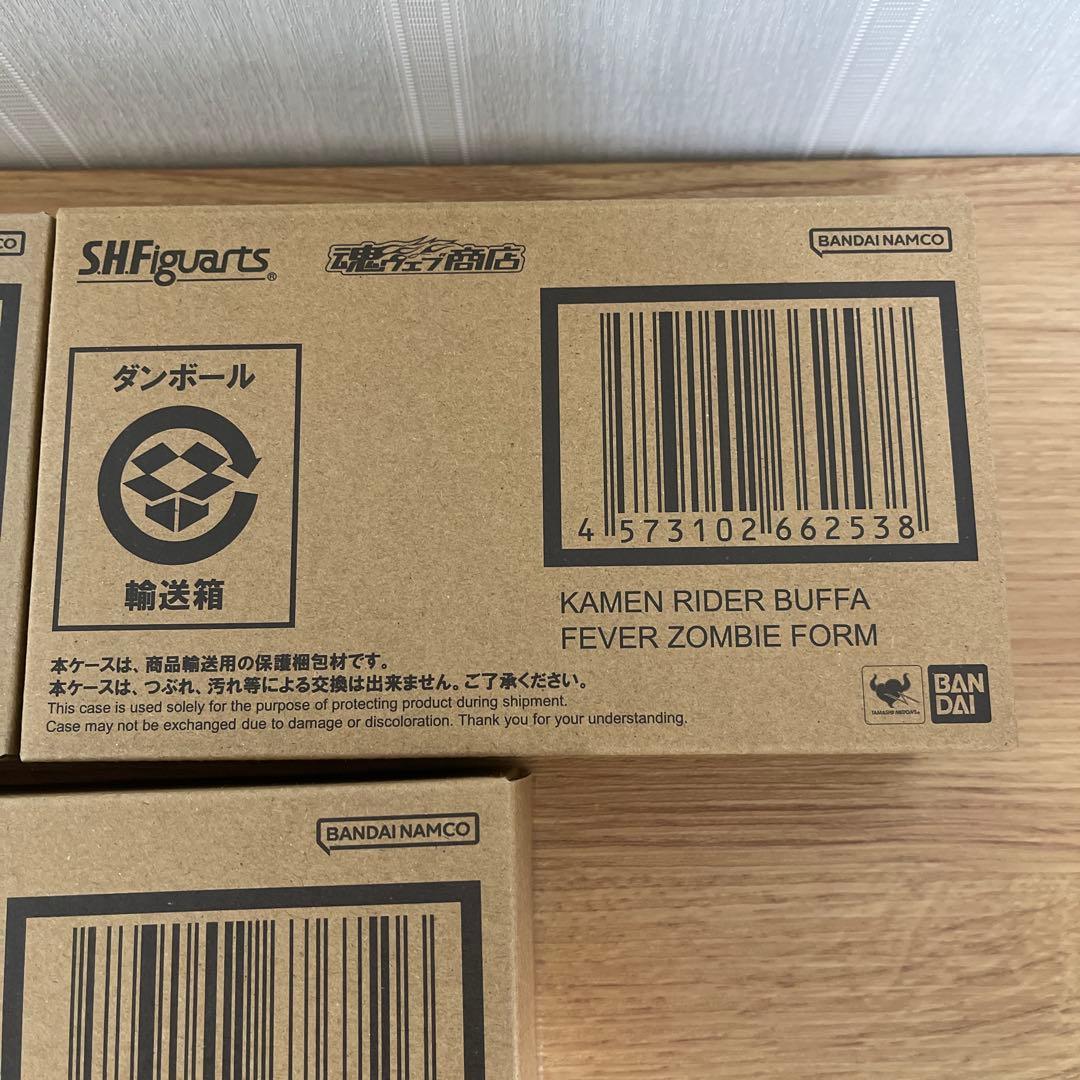 CO
S.H.Figuarts®
魂ウェブ商店
BANDAI NAMCO
ダンボール
輸送箱
4 573102 662538
KAMEN RIDER BUFFA
FEVER ZOMBIE FORM
本ケースは、商品輸送用の保護梱包材です。
本ケースは、つぶれ、汚れ等による交換は出来ません。ご了承ください。
This case is used solely for the purpose of protecting product during shipment.
Case may not be exchanged due to damage or discoloration. Thank you for your understanding.
TAMASHII NATIONS
BAN
DAI
BANDAI NAMCO